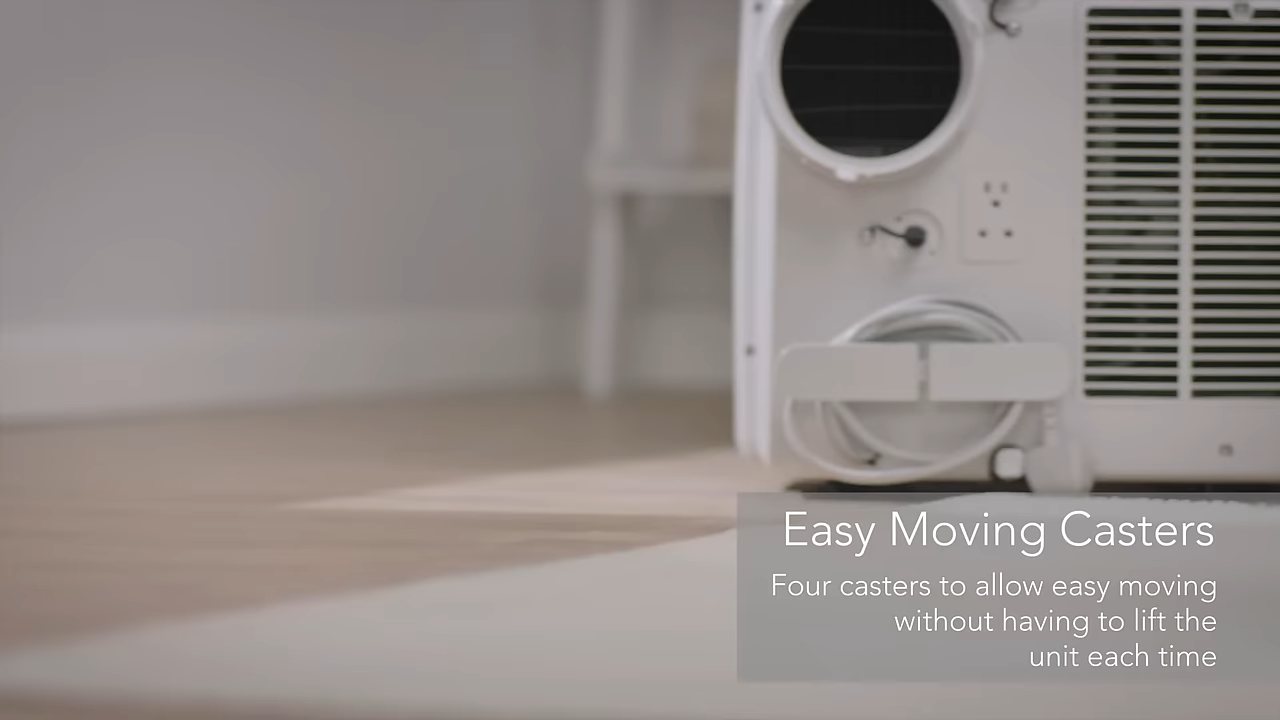 Easy Moving Casters
Four casters to allow easy moving
without having to lift the
unit each time